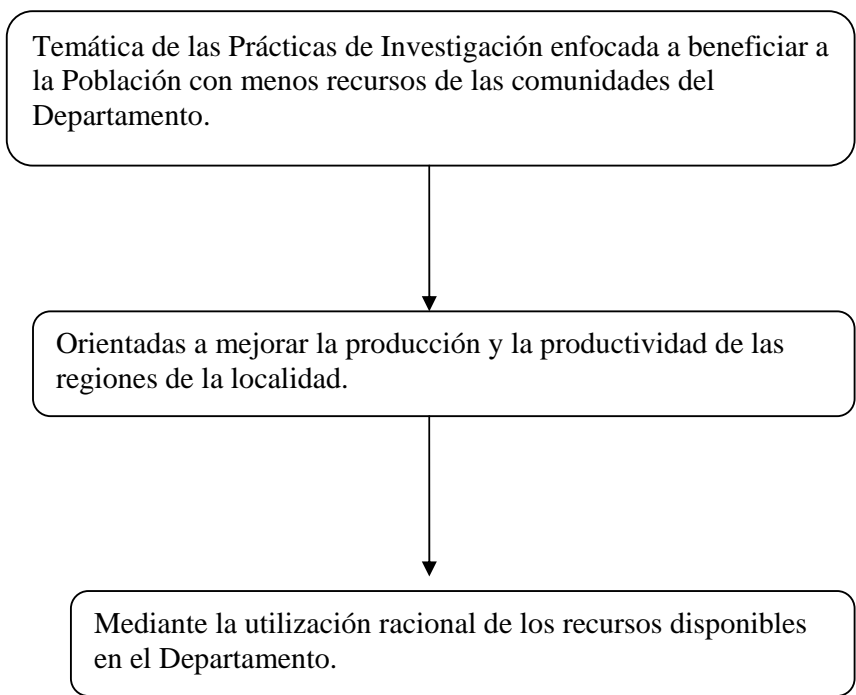 Temática de las Prácticas de Investigación enfocada a beneficiar a
la Población con menos recursos de las comunidades del
Departamento.
Orientadas a mejorar la producción y la productividad de las
regiones de la localidad.
Mediante la utilización racional de los recursos disponibles
en el Departamento.